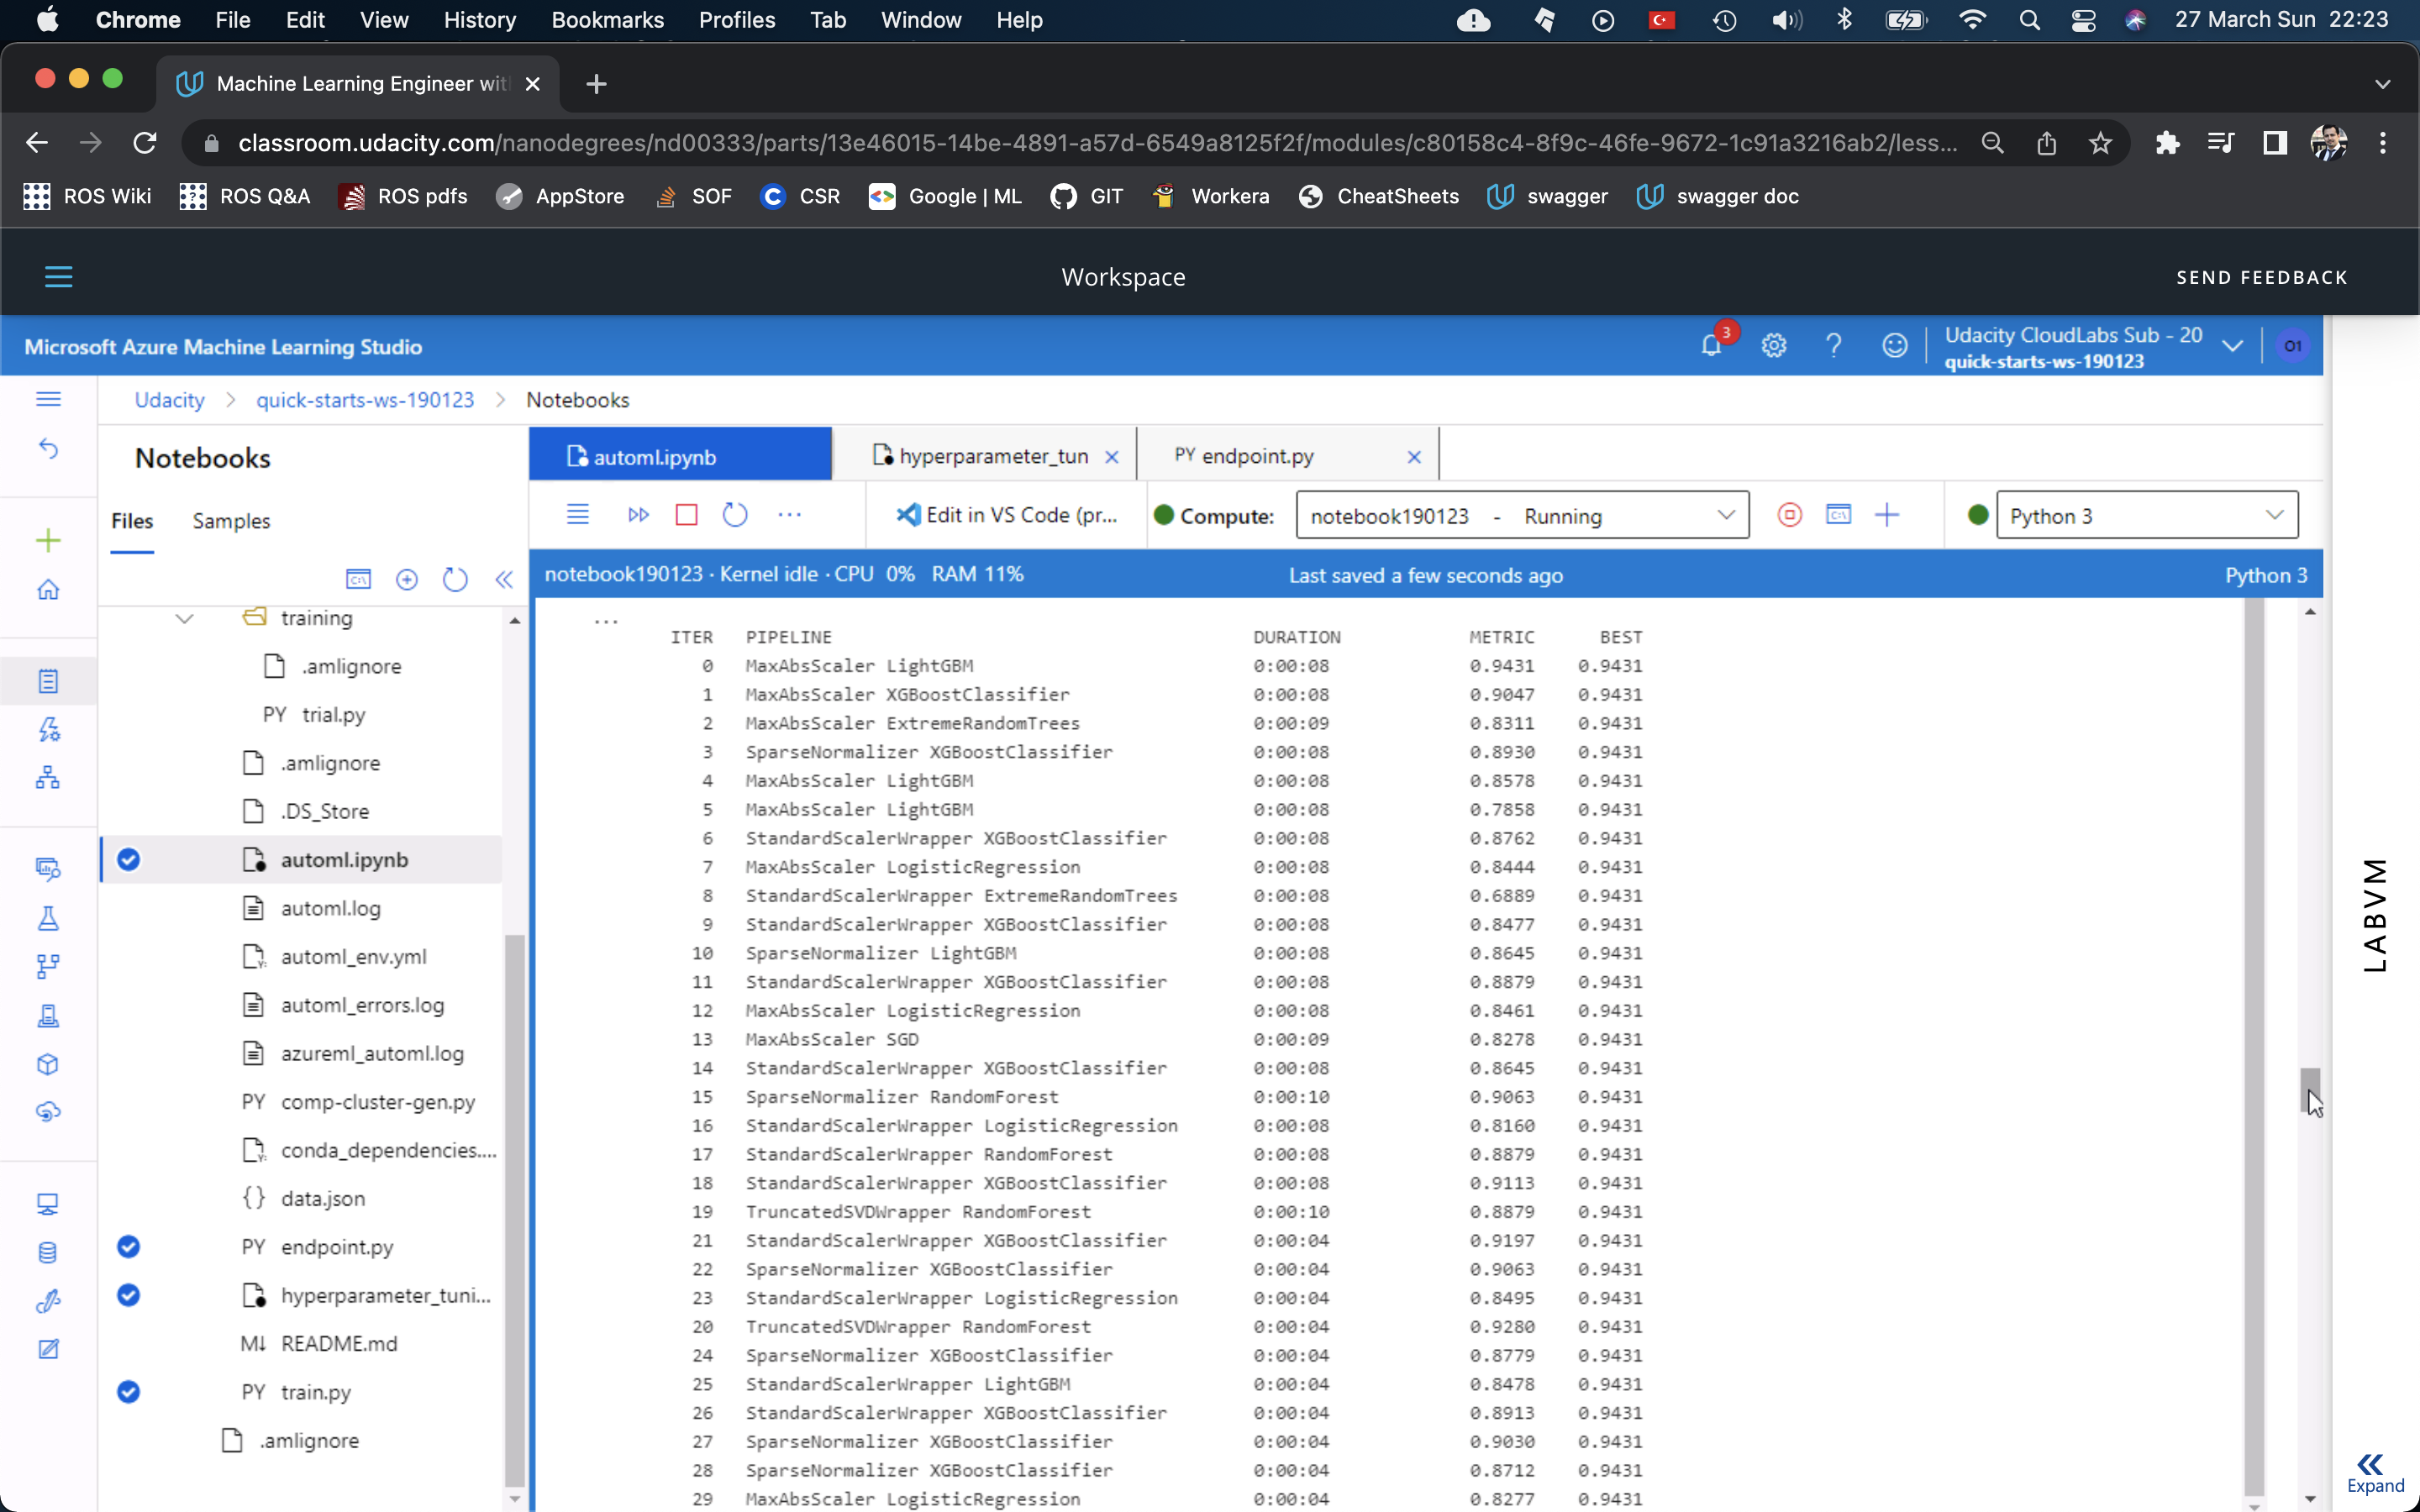 Chrome File Edit View History Bookmarks Profiles Tab Window Help 27 March Sun 22:23
Machine Learning Engineer wit
classroom.udacity.com/nanodegrees/nd00333/parts/13e46015-14be-4891-a57d-6549a8125f2f/modules/c80158c4-8f9c-46fe-9672-1c91a3216ab2/less...
ROS Wiki ROS Q&A ROS pdfs AppStore SOF CSR Google | ML GIT Workera CheatSheets swagger swagger doc
Workspace SEND FEEDBACK
Microsoft Azure Machine Learning Studio 3 Udacity CloudLabs Sub - 20 O1
quick-starts-ws-190123
Udacity > quick-starts-ws-190123 > Notebooks
Notebooks
automl.ipynb hyperparameter_tun PY endpoint.py
Files Samples
Edit in VS Code (pr... Compute: notebook190123 - Running Python 3
notebook190123 · Kernel idle · CPU 0% RAM 11% Last saved a few seconds ago Python 3
training
.amlignore
PY trial.py
.amlignore
.DS_Store
automl.ipynb
automl.log
automl_env.yml
automl_errors.log
azureml_automl.log
PY comp-cluster-gen.py
conda_dependencies....
{} data.json
PY endpoint.py
hyperparameter_tuni...
M↓ README.md
PY train.py
.amlignore
...
ITER PIPELINE DURATION METRIC BEST
0 MaxAbsScaler LightGBM 0:00:08 0.9431 0.9431
1 MaxAbsScaler XGBoostClassifier 0:00:08 0.9047 0.9431
2 MaxAbsScaler ExtremeRandomTrees 0:00:09 0.8311 0.9431
3 SparseNormalizer XGBoostClassifier 0:00:08 0.8930 0.9431
4 MaxAbsScaler LightGBM 0:00:08 0.8578 0.9431
5 MaxAbsScaler LightGBM 0:00:08 0.7858 0.9431
6 StandardScalerWrapper XGBoostClassifier 0:00:08 0.8762 0.9431
7 MaxAbsScaler LogisticRegression 0:00:08 0.8444 0.9431
8 StandardScalerWrapper ExtremeRandomTrees 0:00:08 0.6889 0.9431
9 StandardScalerWrapper XGBoostClassifier 0:00:08 0.8477 0.9431
10 SparseNormalizer LightGBM 0:00:08 0.8645 0.9431
11 StandardScalerWrapper XGBoostClassifier 0:00:08 0.8879 0.9431
12 MaxAbsScaler LogisticRegression 0:00:08 0.8461 0.9431
13 MaxAbsScaler SGD 0:00:09 0.8278 0.9431
14 StandardScalerWrapper XGBoostClassifier 0:00:08 0.8645 0.9431
15 SparseNormalizer RandomForest 0:00:10 0.9063 0.9431
16 StandardScalerWrapper LogisticRegression 0:00:08 0.8160 0.9431
17 StandardScalerWrapper RandomForest 0:00:08 0.8879 0.9431
18 StandardScalerWrapper XGBoostClassifier 0:00:08 0.9113 0.9431
19 TruncatedSVDWrapper RandomForest 0:00:10 0.8879 0.9431
21 StandardScalerWrapper XGBoostClassifier 0:00:04 0.9197 0.9431
22 SparseNormalizer XGBoostClassifier 0:00:04 0.9063 0.9431
23 StandardScalerWrapper LogisticRegression 0:00:04 0.8495 0.9431
20 TruncatedSVDWrapper RandomForest 0:00:04 0.9280 0.9431
24 SparseNormalizer XGBoostClassifier 0:00:04 0.8779 0.9431
25 StandardScalerWrapper LightGBM 0:00:04 0.8478 0.9431
26 StandardScalerWrapper XGBoostClassifier 0:00:04 0.8913 0.9431
27 SparseNormalizer XGBoostClassifier 0:00:04 0.9030 0.9431
28 SparseNormalizer XGBoostClassifier 0:00:04 0.8712 0.9431
29 MaxAbsScaler LogisticRegression 0:00:04 0.8277 0.9431
LABVM
Expand